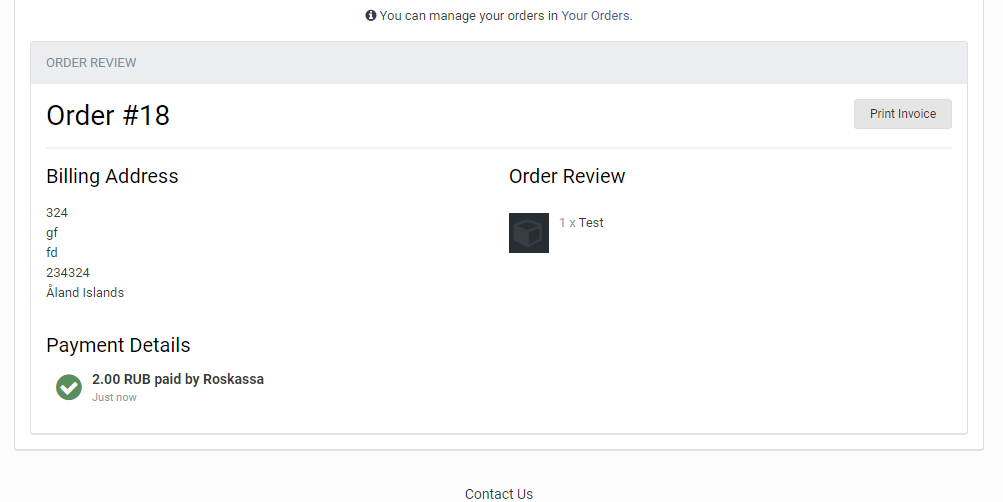 You can manage your orders in Your Orders.
ORDER REVIEW
Order #18
Print Invoice
Billing Address
324
gf
fd
234324
Åland Islands
Order Review
1 x Test
Payment Details
2.00 RUB paid by Roskassa
Just now
Contact Us